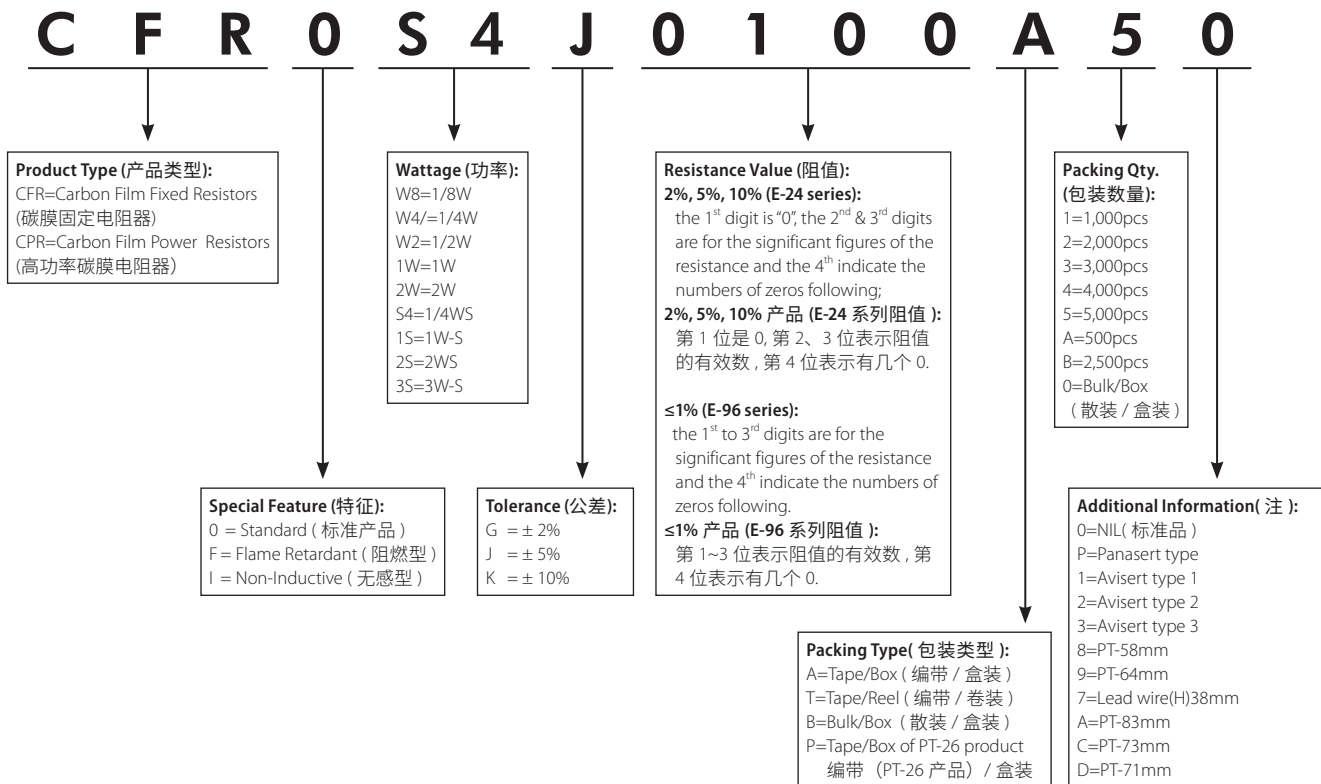 C F R 0 S 4 J 0 1 0 0 A 5 0
Product Type (产品类型):
CFR=Carbon Film Fixed Resistors
(碳膜固定电阻器)
CPR=Carbon Film Power Resistors
(高功率碳膜电阻器）
Wattage (功率):
W8=1/8W
W4/=1/4W
W2=1/2W
1W=1W
2W=2W
S4=1/4WS
1S=1W-S
2S=2WS
3S=3W-S
Resistance Value (阻值):
2%, 5%, 10% (E-24 series):
the 1st digit is "0", the 2nd & 3rd digits
are for the significant figures of the
resistance and the 4th indicate the
numbers of zeros following;
2%, 5%, 10% 产品 (E-24 系列阻值 ):
第 1 位是 0, 第 2、3 位表示阻值
的有效数 , 第 4 位表示有几个 0.
≤1% (E-96 series):
the 1st to 3rd digits are for the
significant figures of the resistance
and the 4th indicate the numbers of
zeros following.
≤1% 产品 (E-96 系列阻值 ):
第 1~3 位表示阻值的有效数 , 第
4 位表示有几个 0.
Packing Qty.
(包装数量):
1=1,000pcs
2=2,000pcs
3=3,000pcs
4=4,000pcs
5=5,000pcs
A=500pcs
B=2,500pcs
0=Bulk/Box
( 散装 / 盒装 )
Special Feature (特征):
0 = Standard ( 标准产品 )
F = Flame Retardant ( 阻燃型 )
I = Non-Inductive ( 无感型 )
Tolerance (公差):
G = ± 2%
J = ± 5%
K = ± 10%
Packing Type( 包装类型 ):
A=Tape/Box ( 编带 / 盒装 )
T=Tape/Reel ( 编带 / 卷装 )
B=Bulk/Box ( 散装 / 盒装 )
P=Tape/Box of PT-26 product
编带（PT-26 产品）/ 盒装
Additional Information( 注 ):
0=NIL( 标准品 )
P=Panasert type
1=Avisert type 1
2=Avisert type 2
3=Avisert type 3
8=PT-58mm
9=PT-64mm
7=Lead wire(H)38mm
A=PT-83mm
C=PT-73mm
D=PT-71mm